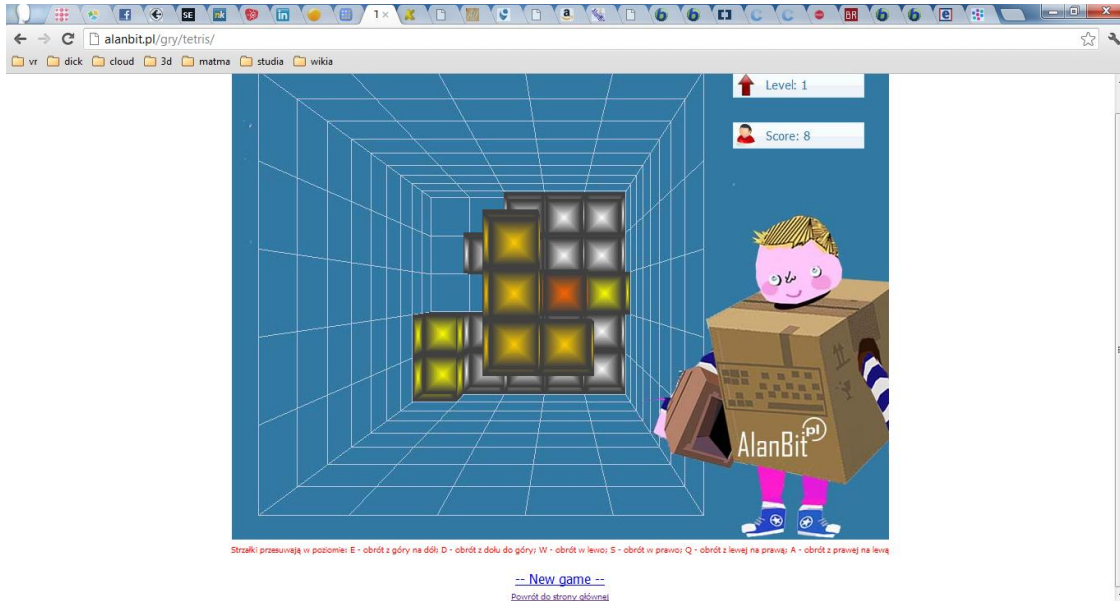 alanbit.pl/gry/tetris/
vr dick cloud 3d matma studia wikia
Level: 1
Score: 8
AlanBit.pl
Strzałki przesuwają w poziomie; E - obrót z góry na dół; D - obrót z dołu do góry; W - obrót w lewo; S - obrót w prawo; Q - obrót z lewej na prawą; A - obrót z prawej na lewą
-- New game --
Powrót do strony głównej